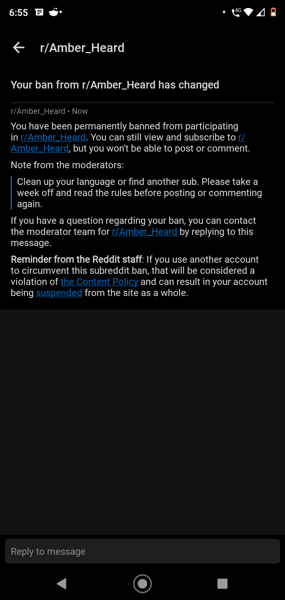 6:55
4G
r/Amber_Heard
Your ban from r/Amber_Heard has changed
r/Amber_Heard • Now
You have been permanently banned from participating
in r/Amber_Heard. You can still view and subscribe to r/
Amber_Heard, but you won't be able to post or comment.
Note from the moderators:
Clean up your language or find another sub. Please take a
week off and read the rules before posting or commenting
again.
If you have a question regarding your ban, you can contact
the moderator team for r/Amber_Heard by replying to this
message.
Reminder from the Reddit staff: If you use another account
to circumvent this subreddit ban, that will be considered a
violation of the Content Policy and can result in your account
being suspended from the site as a whole.
Reply to message